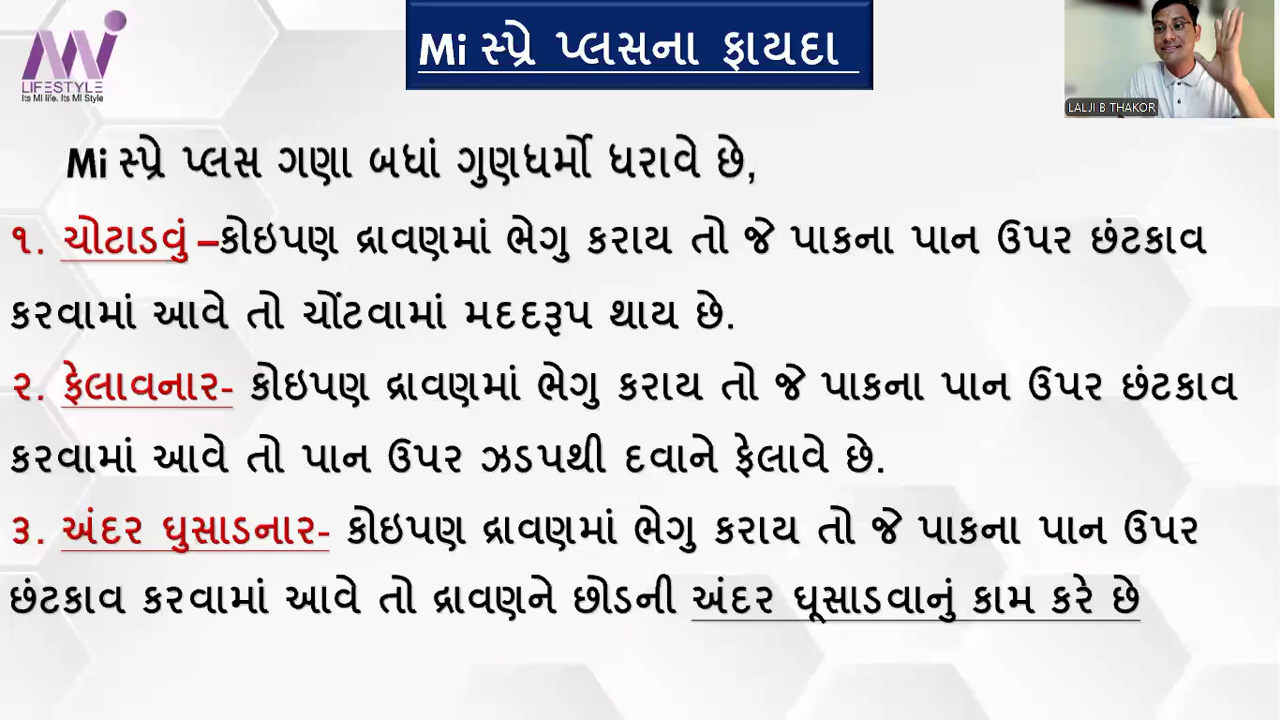 Mi
LIFESTYLE
Its MI life. Its MI Style
Mi સ્પ્રે પ્લસના ફાયદા
LALJI B THAKOR
Mi સ્પ્રે પ્લસ ગણા બધાં ગુણધર્મો ધરાવે છે,
૧. ચોટાડવું –કોઇપણ દ્રાવણમાં ભેગુ કરાય તો જે પાકના પાન ઉપર છંટકાવ
કરવામાં આવે તો ચોંટવામાં મદદરૂપ થાય છે.
૨. ફેલાવનાર- કોઇપણ દ્રાવણમાં ભેગુ કરાય તો જે પાકના પાન ઉપર છંટકાવ
કરવામાં આવે તો પાન ઉપર ઝડપથી દવાને ફેલાવે છે.
૩. અંદર ઘુસાડનાર- કોઇપણ દ્રાવણમાં ભેગુ કરાય તો જે પાકના પાન ઉપર
છંટકાવ કરવામાં આવે તો દ્રાવણને છોડની અંદર ઘૂસાડવાનું કામ કરે છે